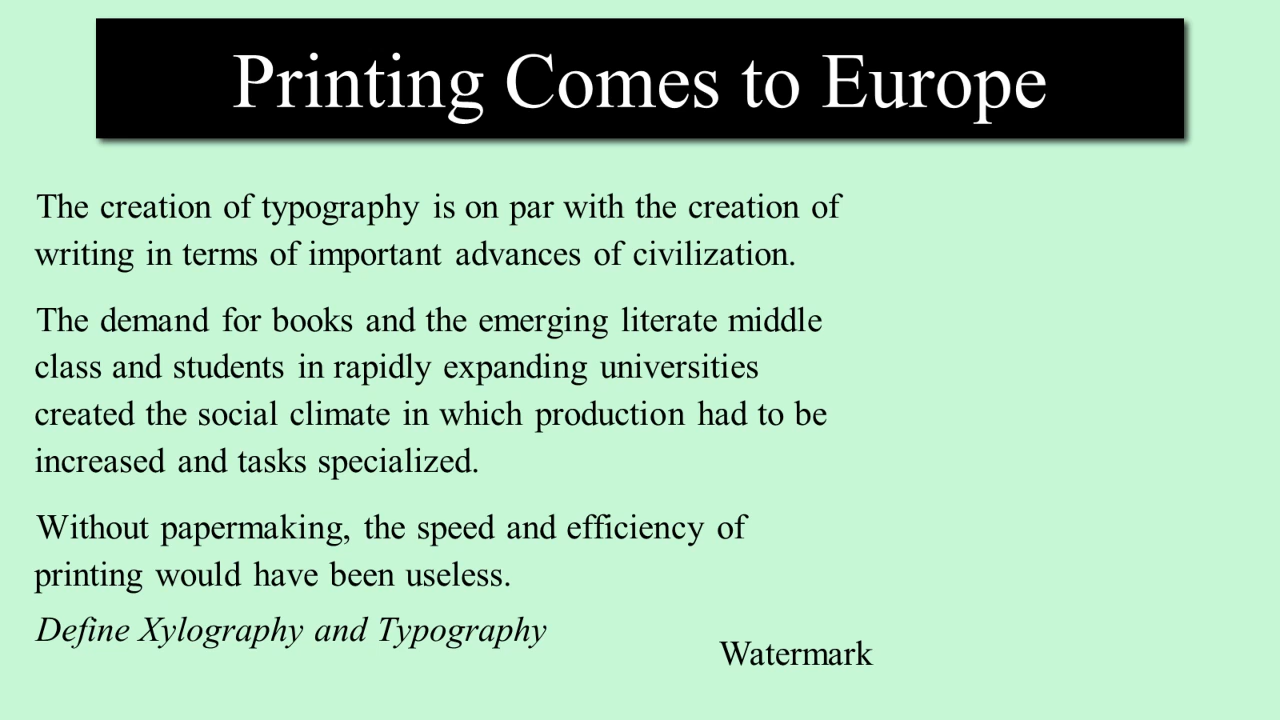 Printing Comes to Europe
The creation of typography is on par with the creation of
writing in terms of important advances of civilization.
The demand for books and the emerging literate middle
class and students in rapidly expanding universities
created the social climate in which production had to be
increased and tasks specialized.
Without papermaking, the speed and efficiency of
printing would have been useless.
Define Xylography and Typography
Watermark